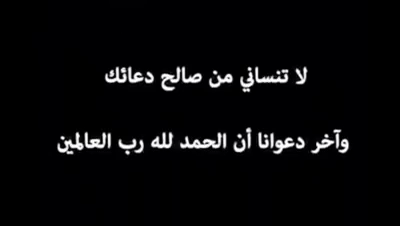 لا تنساني من صالح دعائك
وآخر دعوانا أن الحمد لله رب العالمين